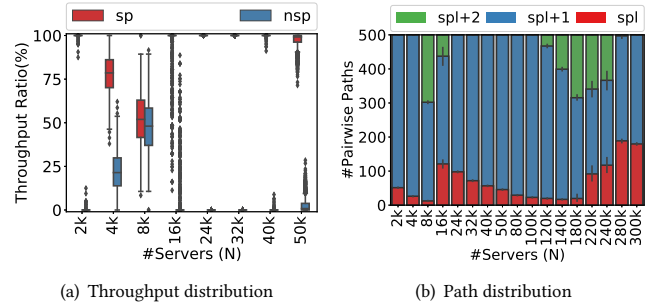 sp nsp
Throughput Ratio(%)
100
75
50
25
0
2k 4k 8k 16k 24k 32k 40k 50k
#Servers (N)
(a) Throughput distribution
spl+2 spl+1 spl
#Pairwise Paths
500
400
300
200
100
0
2k 4k 8k 16k 24k 32k 40k 50k 80k 100k 120k 140k 180k 220k 240k 280k 300k
#Servers (N)
(b) Path distribution